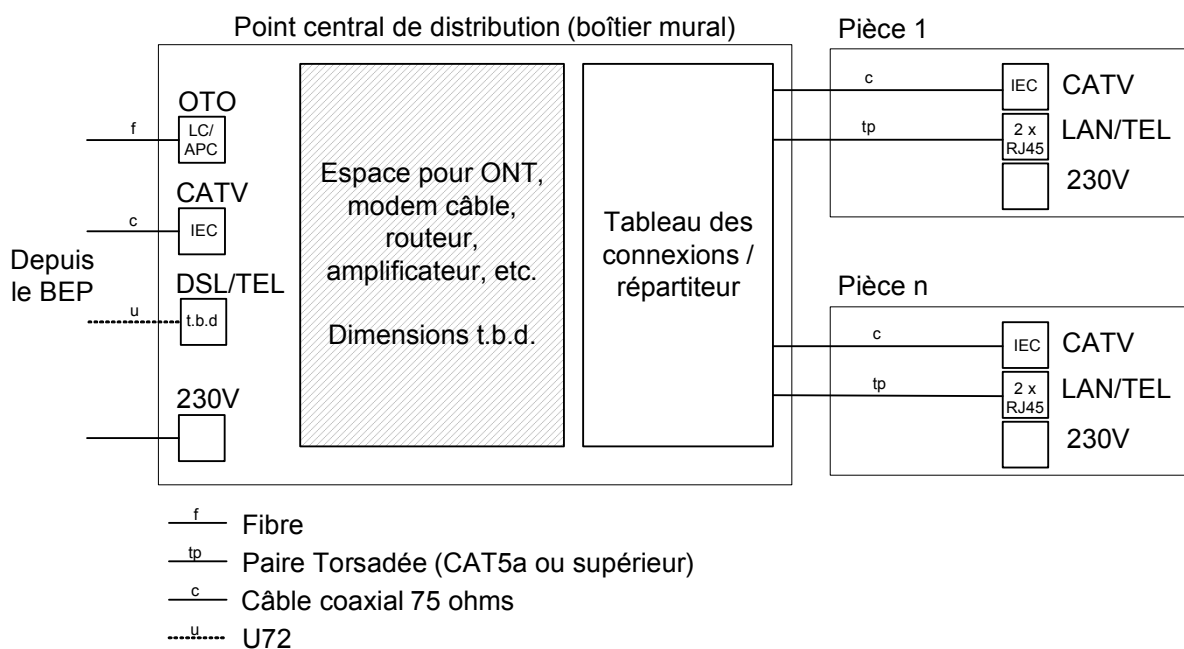 Point central de distribution (boîtier mural)
Pièce 1
OTO
f
LC/
APC
CATV
c
IEC
Depuis
le BEP
DSL/TEL
u
t.b.d
230V
Espace pour ONT,
modem câble,
routeur,
amplificateur, etc.
Dimensions t.b.d.
Tableau des
connexions /
répartiteur
c
IEC
CATV
tp
2 x
RJ45
LAN/TEL
230V
Pièce n
c
IEC
CATV
tp
2 x
RJ45
LAN/TEL
230V
f
Fibre
tp
Paire Torsadée (CAT5a ou supérieur)
c
Câble coaxial 75 ohms
u
U72